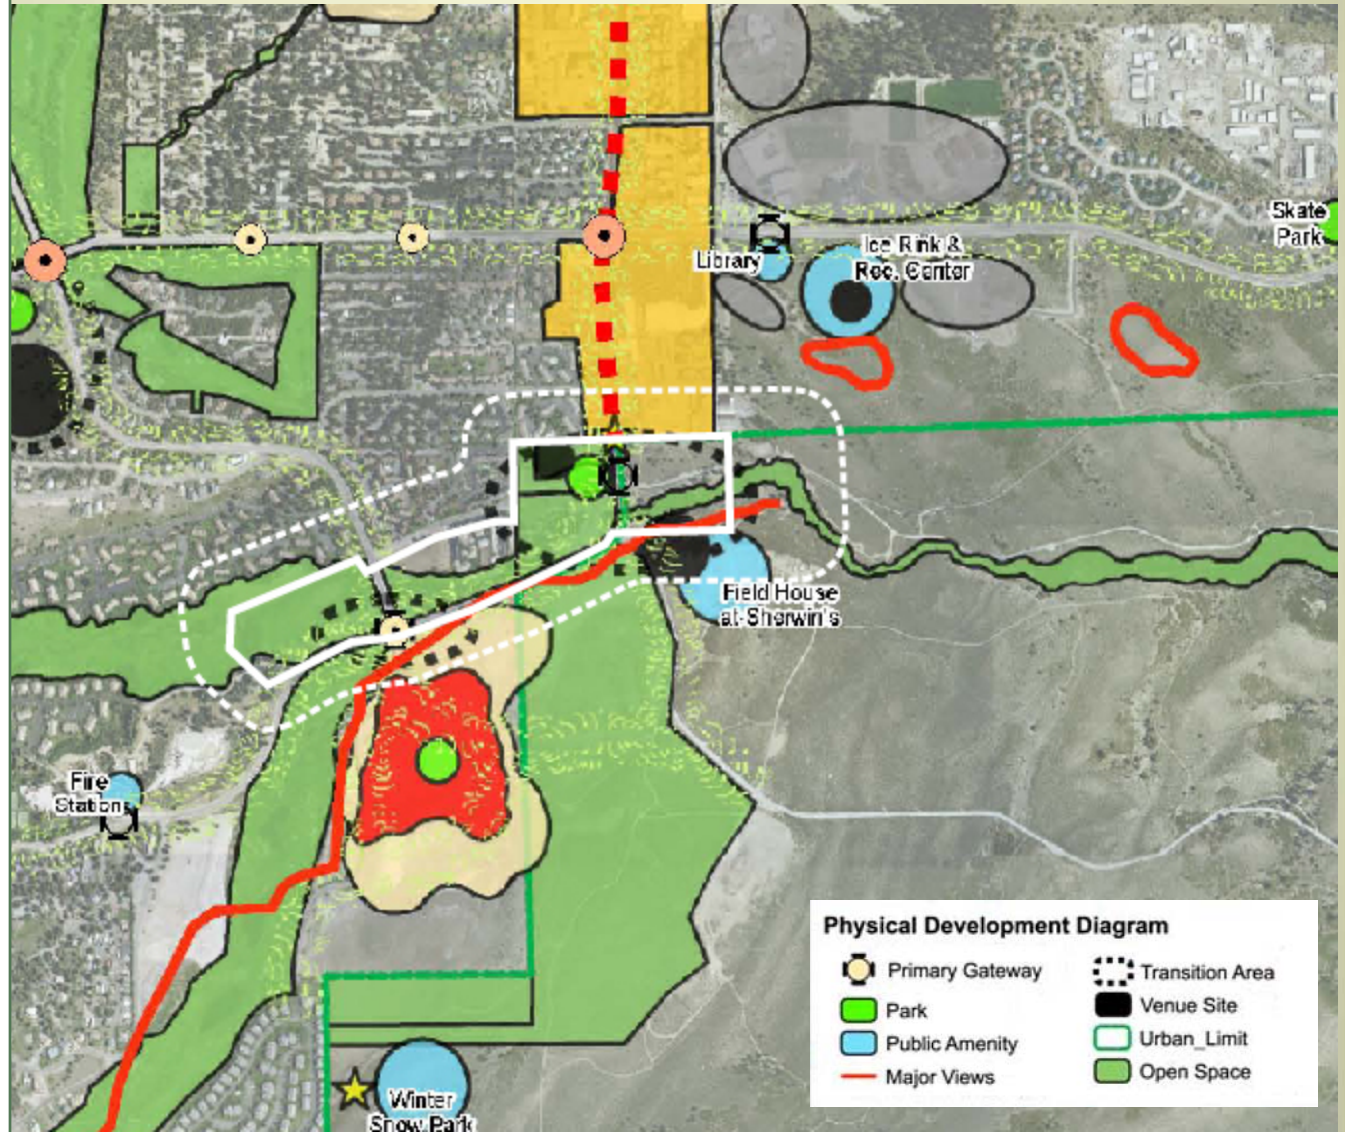 Skate
Park
Library
Ice Rink &
Rec. Center
Field House
at Sherwin's
Fire
Station
Winter
Snow Park
Physical Development Diagram
Primary Gateway
Park
Public Amenity
Major Views
Transition Area
Venue Site
Urban_Limit
Open Space